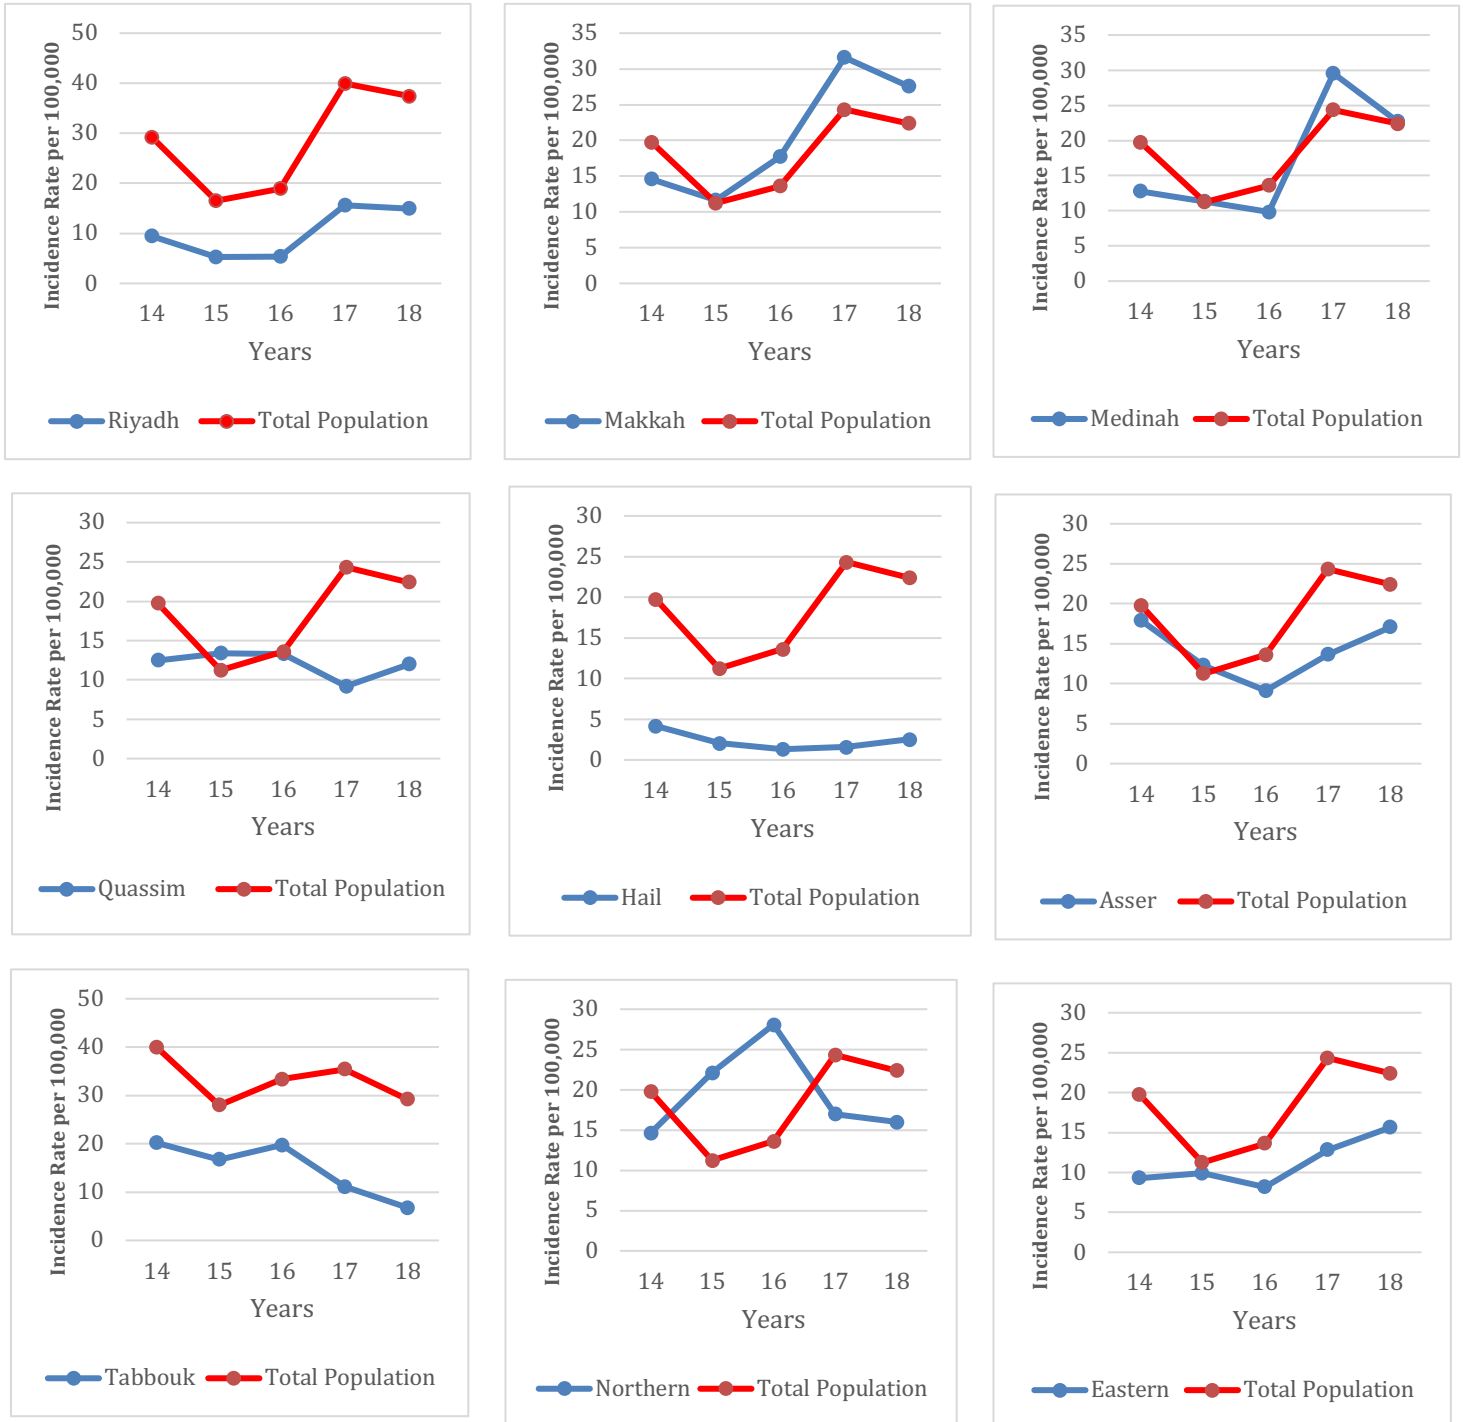 Incidence Rate per 100,000
50
40
30
20
10
0
14 15 16 17 18
Years
Riyadh Total Population
Incidence Rate per 100,000
35
30
25
20
15
10
5
0
14 15 16 17 18
Years
Makkah Total Population
Incidence Rate per 100,000
35
30
25
20
15
10
5
0
14 15 16 17 18
Years
Medinah Total Population
Incidence Rate per 100,000
30
25
20
15
10
5
0
14 15 16 17 18
Years
Quassim Total Population
Incidence Rate per 100,000
30
25
20
15
10
5
0
14 15 16 17 18
Years
Hail Total Population
Incidence Rate per 100,000
30
25
20
15
10
5
0
14 15 16 17 18
Years
Asser Total Population
Incidence Rate per 100,000
50
40
30
20
10
0
14 15 16 17 18
Years
Tabbouk Total Population
Incidence Rate per 100,000
30
25
20
15
10
5
0
14 15 16 17 18
Years
Northern Total Population
Incidence Rate per 100,000
30
25
20
15
10
5
0
14 15 16 17 18
Years
Eastern Total Population